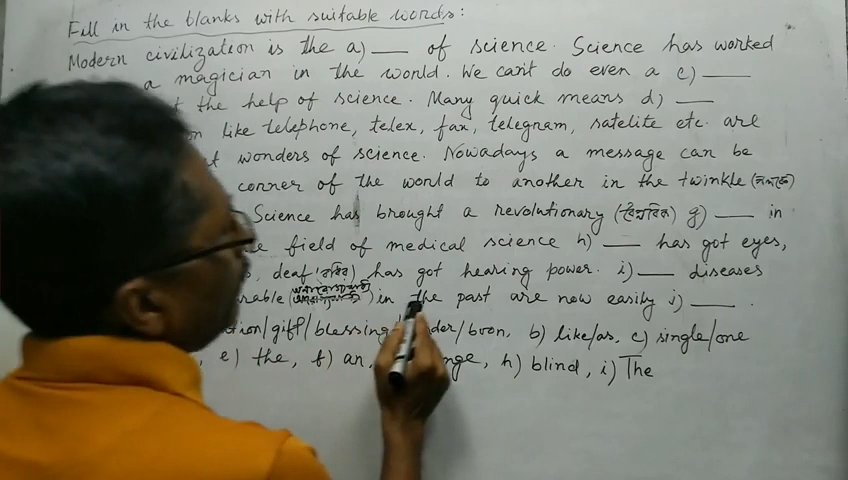 Fill in the blanks with suitable words:
Modern civilization is the a) ___ of science. Science has worked
a magician in the world. We can't do even a c) ___
the help of science. Many quick means d) ___
like telephone, telex, fax, telegram, satelite etc. are
wonders of science. Nowadays a message can be
corner of the world to another in the twinkle
Science has brought a revolutionary (বৈপ্লবিক) g) ___ in
field of medical science h) ___ has got eyes,
deaf (বধির) has got hearing power. i) ___ diseases
in the past are now easily j) ___.
gift/blessing/ /boon, b) like/as, c) single/one
e) the, f) an, h) blind, i) The